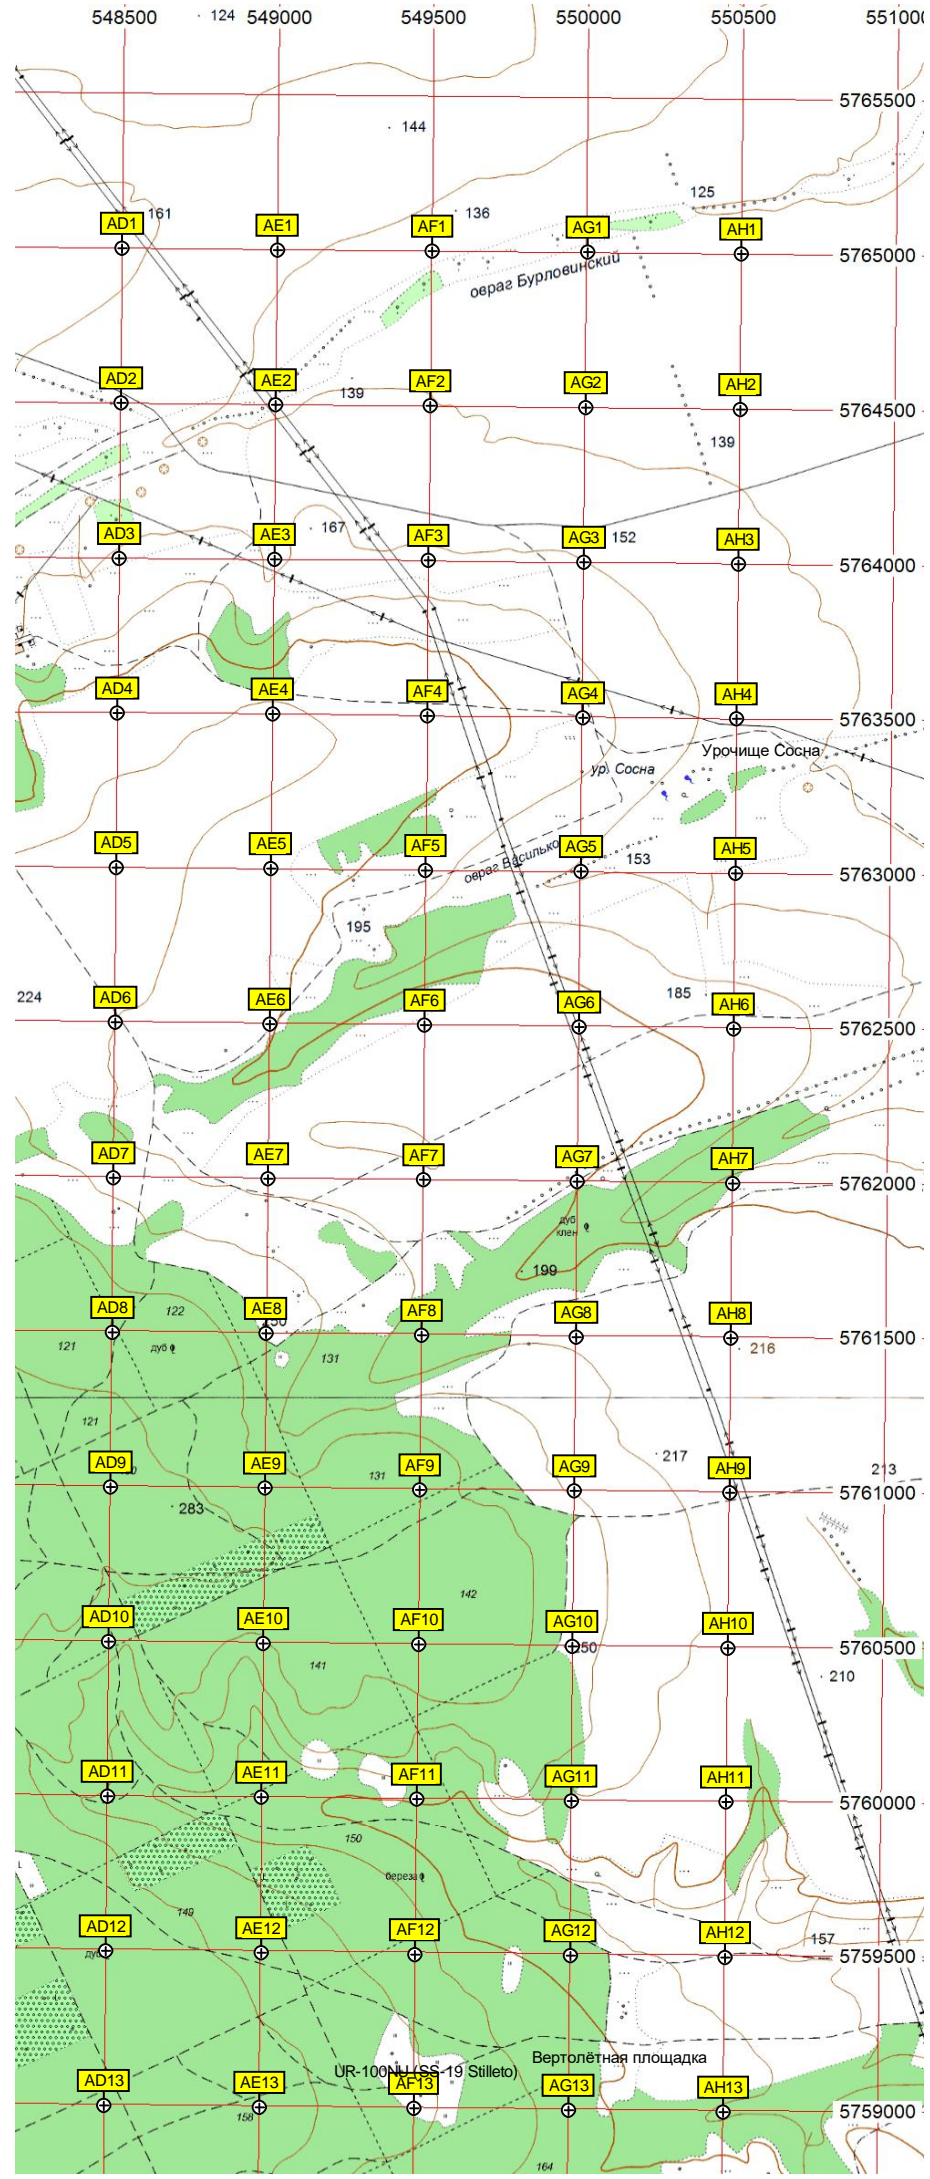 548500 549000 549500 550000 550500 55100
124
5765500
144
125
161
136
AD1 AE1 AF1 AG1 AH1
5765000
овраг Бурловинский
139
AD2 AE2 AF2 AG2 AH2
5764500
139
167
152
AD3 AE3 AF3 AG3 AH3
5764000
AD4 AE4 AF4 AG4 AH4
5763500
Урочище Сосна
ур. Сосна
AD5 AE5 AF5 AG5 AH5
овраг Василько
153
5763000
195
224
185
AD6 AE6 AF6 AG6 AH6
5762500
AD7 AE7 AF7 AG7 AH7
5762000
дуб
клен
199
122
AD8 AE8 AF8 AG8 AH8
5761500
121
дуб
131
216
121
217
213
AD9 AE9 AF9 AG9 AH9
131
5761000
283
142
AD10 AE10 AF10 AG10 AH10
5760500
141
210
AD11 AE11 AF11 AG11 AH11
5760000
150
береза
149
AD12 AE12 AF12 AG12 AH12
157
5759500
Вертолётная площадка
UR-100NU (SS-19 Stilleto)
AD13 AE13 AF13 AG13 AH13
5759000
158
164